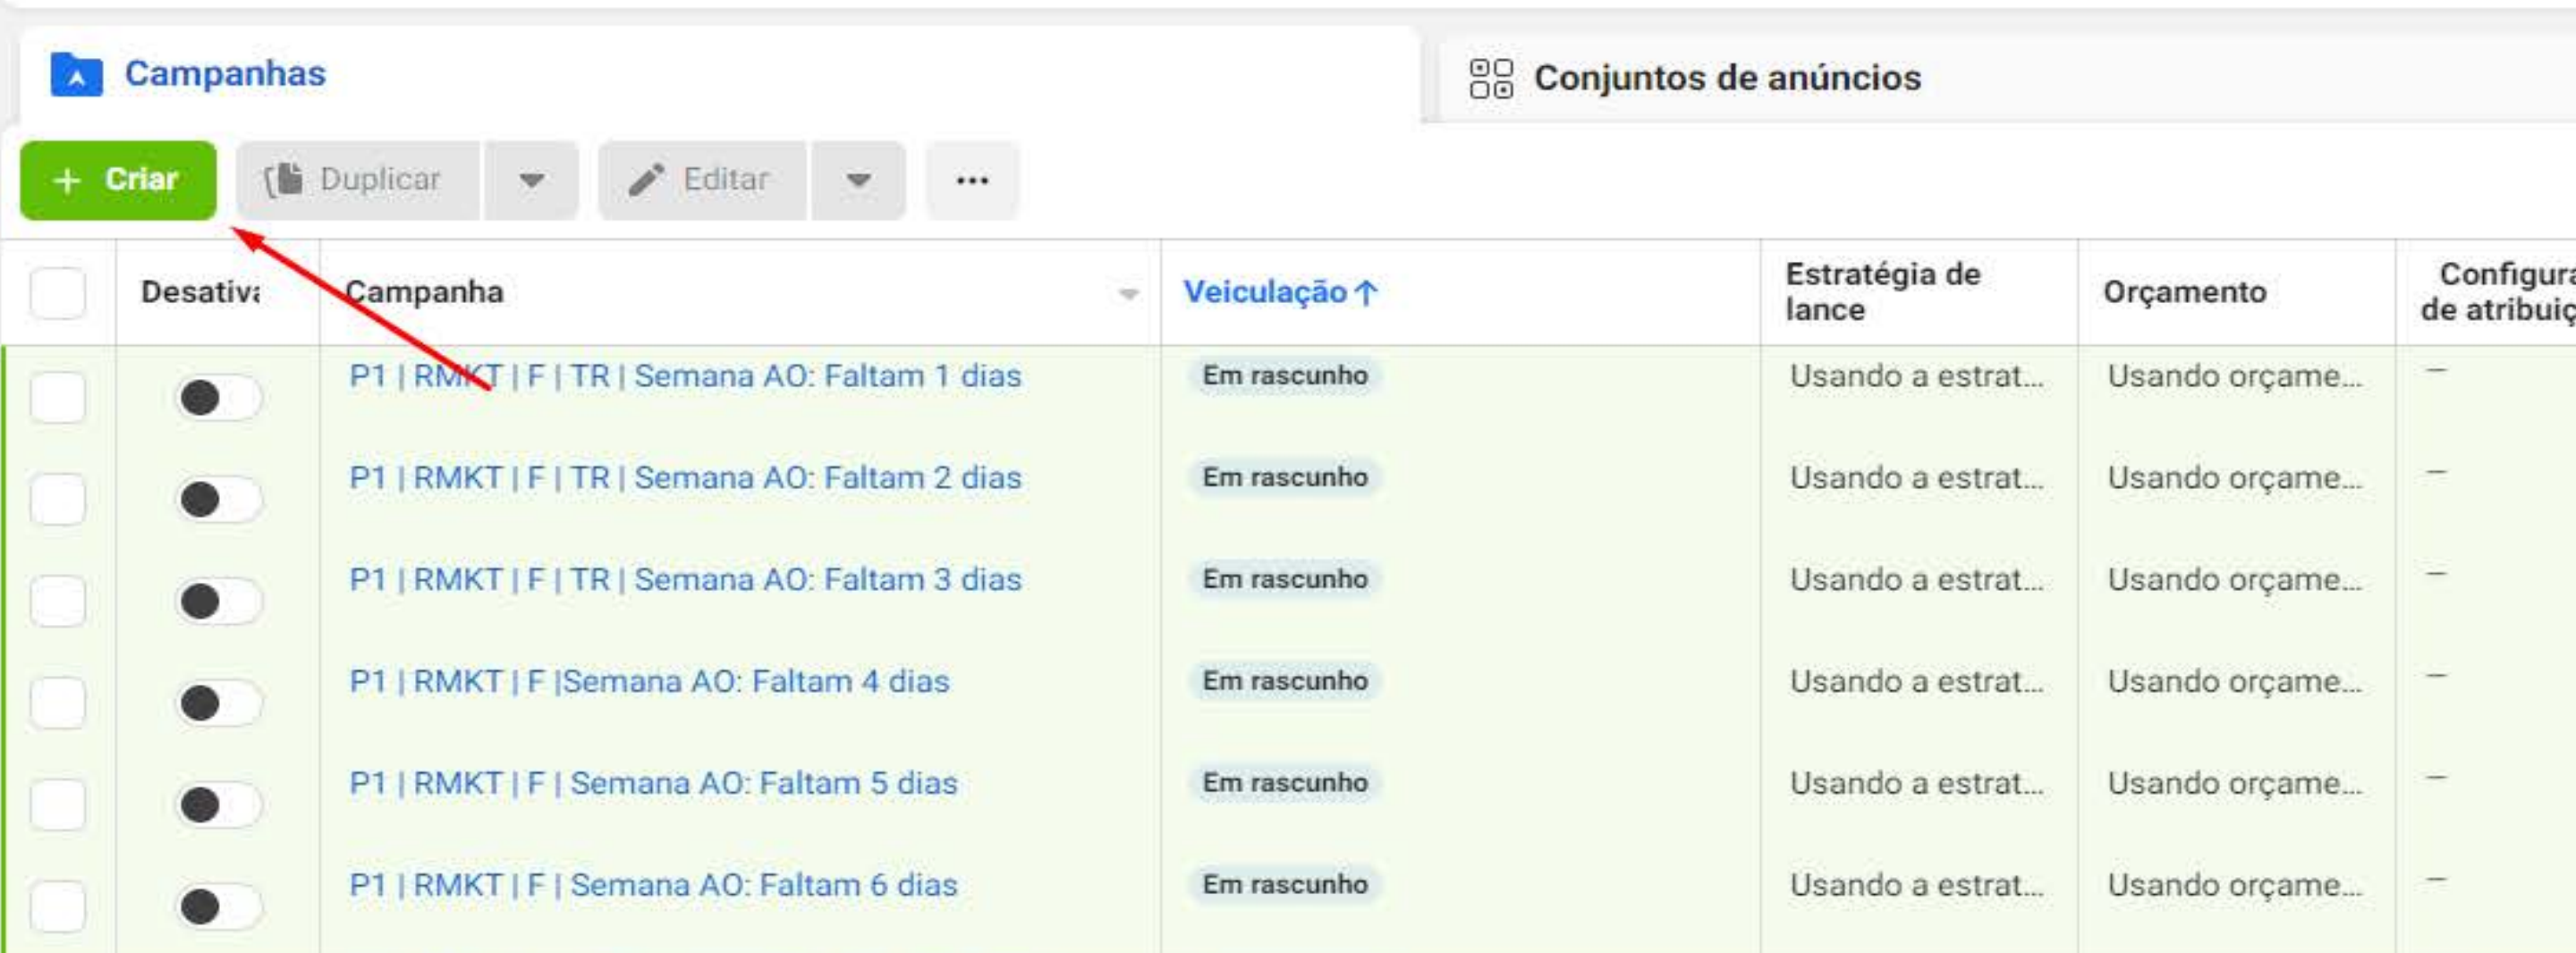 Campanhas
Conjuntos de anúncios
+ Criar
Duplicar
Editar
...
Desativa
Campanha
Veiculação↑
Estratégia de
lance
Orçamento
Configura
de atribuiç
P1 | RMKT | F | TR | Semana AO: Faltam 1 dias
Em rascunho
Usando a estrat...
Usando orçame...
—
P1 | RMKT | F | TR | Semana AO: Faltam 2 dias
Em rascunho
Usando a estrat...
Usando orçame...
—
P1 | RMKT | F | TR | Semana AO: Faltam 3 dias
Em rascunho
Usando a estrat...
Usando orçame...
—
P1 | RMKT | F |Semana AO: Faltam 4 dias
Em rascunho
Usando a estrat...
Usando orçame...
—
P1 | RMKT | F | Semana AO: Faltam 5 dias
Em rascunho
Usando a estrat...
Usando orçame...
—
P1 | RMKT | F | Semana AO: Faltam 6 dias
Em rascunho
Usando a estrat...
Usando orçame...
—